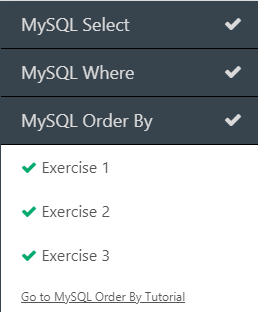 MySQL Select
MySQL Where
MySQL Order By
Exercise 1
Exercise 2
Exercise 3
Go to MySQL Order By Tutorial